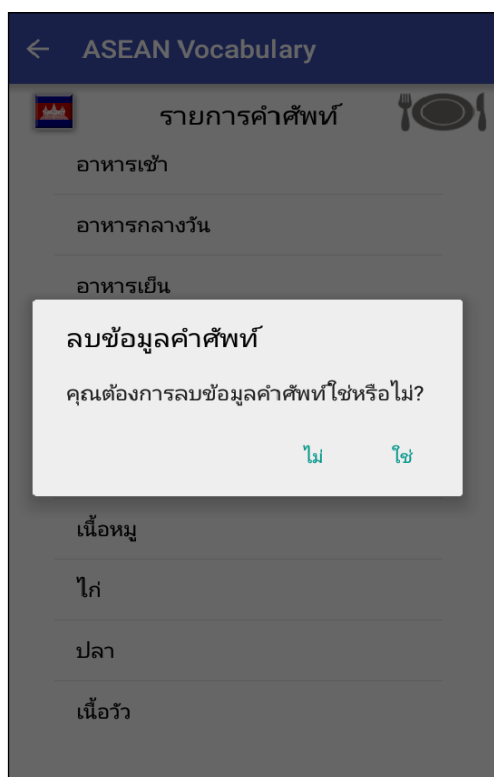 ASEAN Vocabulary
รายการคำศัพท์
อาหารเช้า
อาหารกลางวัน
อาหารเย็น
ลบข้อมูลคำศัพท์
คุณต้องการลบข้อมูลคำศัพท์ใช่หรือไม่?
ไม่ ใช่
เนื้อหมู
ไก่
ปลา
เนื้อวัว